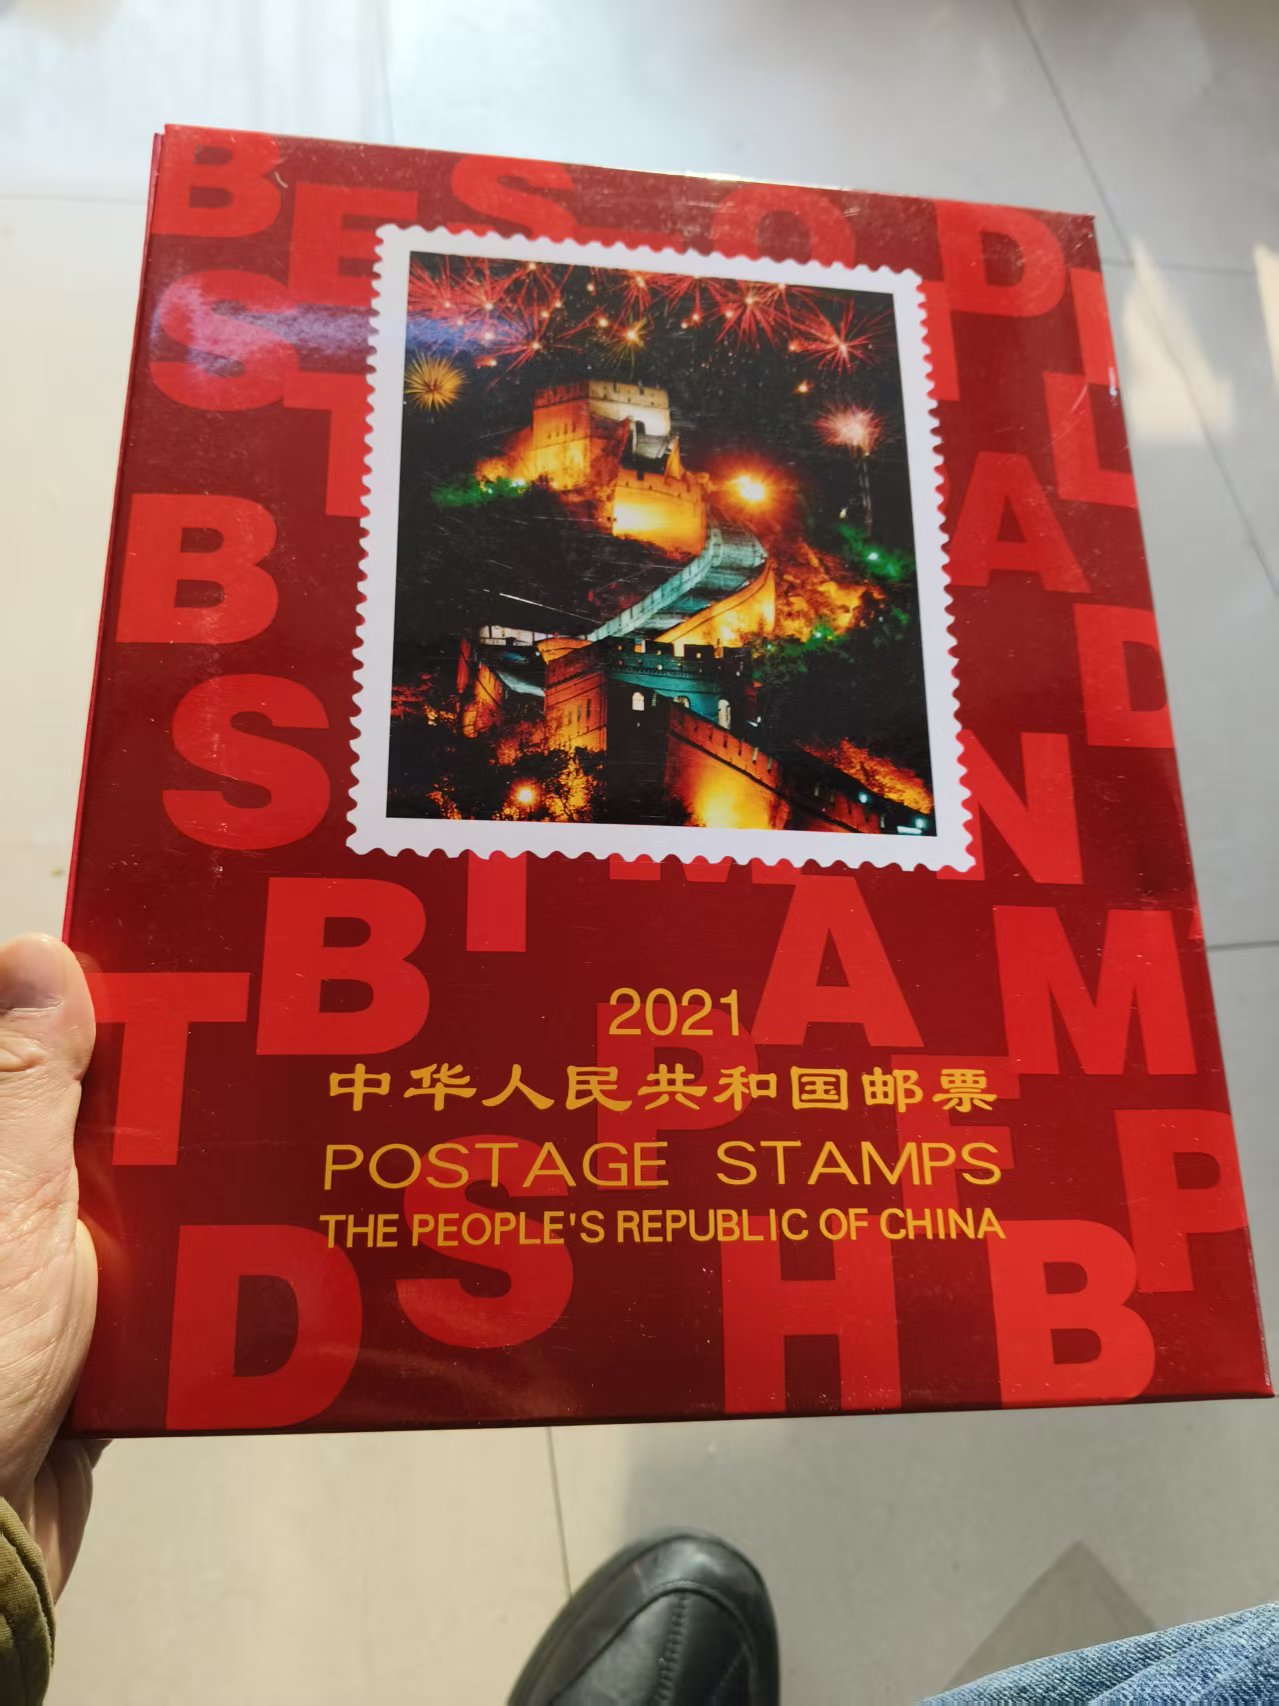 2021
中华人民共和国邮票
POSTAGE STAMPS
THE PEOPLE'S REPUBLIC OF CHINA